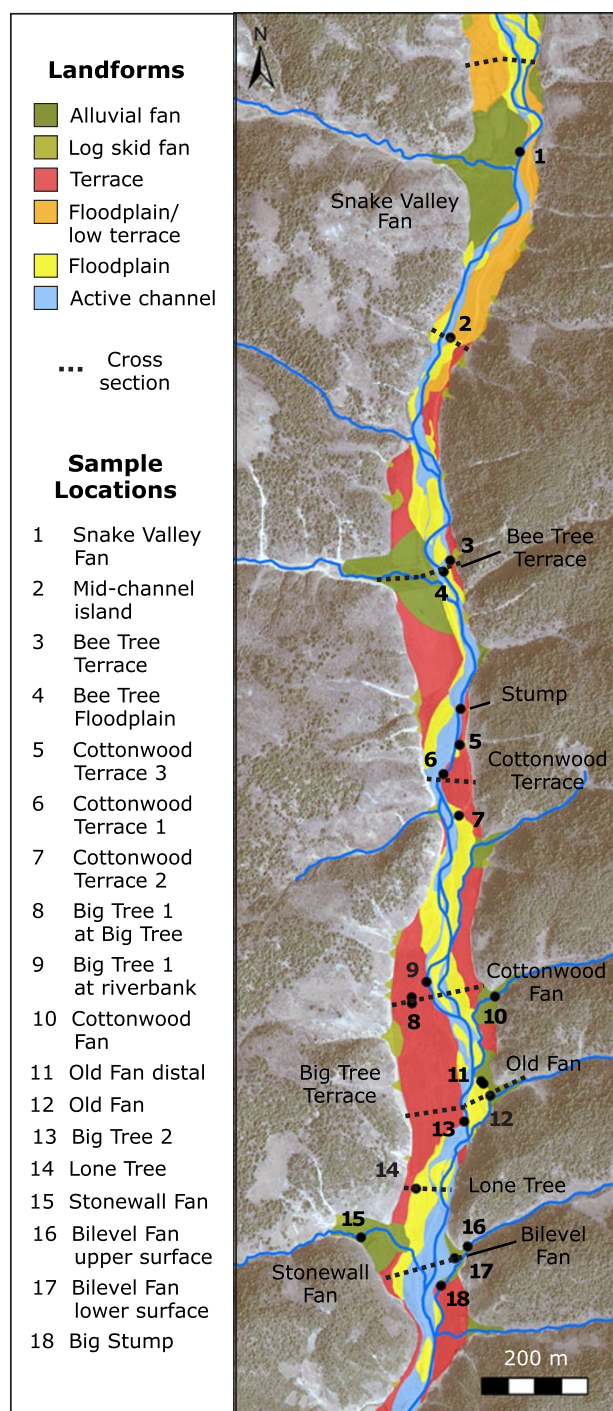 Landforms
Alluvial fan
Log skid fan
Terrace
Floodplain/
low terrace
Floodplain
Active channel
Cross
section
Sample
Locations
1 Snake Valley
Fan
2 Mid-channel
island
3 Bee Tree
Terrace
4 Bee Tree
Floodplain
5 Cottonwood
Terrace 3
6 Cottonwood
Terrace 1
7 Cottonwood
Terrace 2
8 Big Tree 1
at Big Tree
9 Big Tree 1
at riverbank
10 Cottonwood
Fan
11 Old Fan distal
12 Old Fan
13 Big Tree 2
14 Lone Tree
15 Stonewall Fan
16 Bilevel Fan
upper surface
17 Bilevel Fan
lower surface
18 Big Stump
N
1
Snake Valley
Fan
2
3
Bee Tree
Terrace
4
Stump
5
6
Cottonwood
Terrace
7
9
Cottonwood
Fan
8
10
Old Fan
11
Big Tree
Terrace
12
13
14
Lone Tree
15
16
Bilevel
Fan
17
Stonewall
Fan
18
200 m